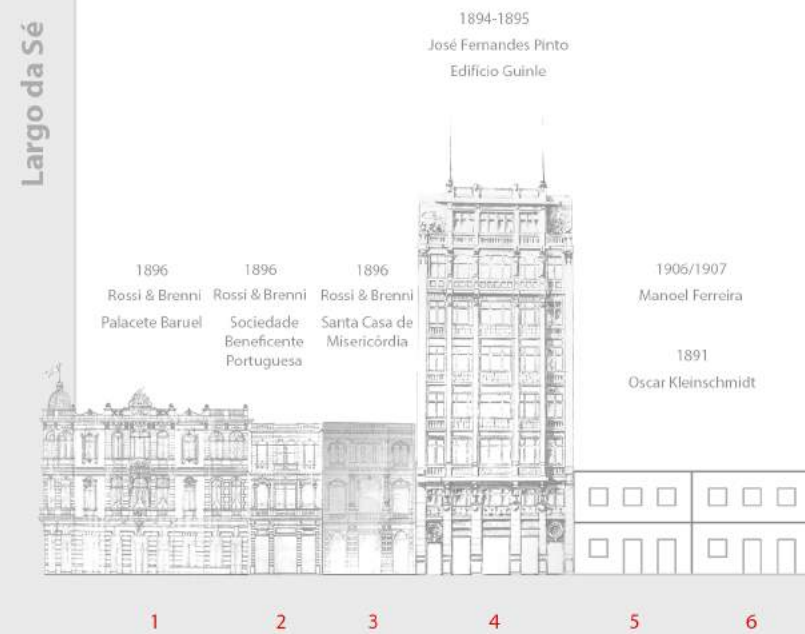 Largo da Sé
1894-1895
José Fernandes Pinto
Edifício Guinle
1896
Rossi & Brenni
Palacete Baruel
1896
Rossi & Brenni
Sociedade
Beneficente
Portuguesa
1896
Rossi & Brenni
Santa Casa de
Misericórdia
1906/1907
Manoel Ferreira
1891
Oscar Kleinschmidt
1
2
3
4
5
6